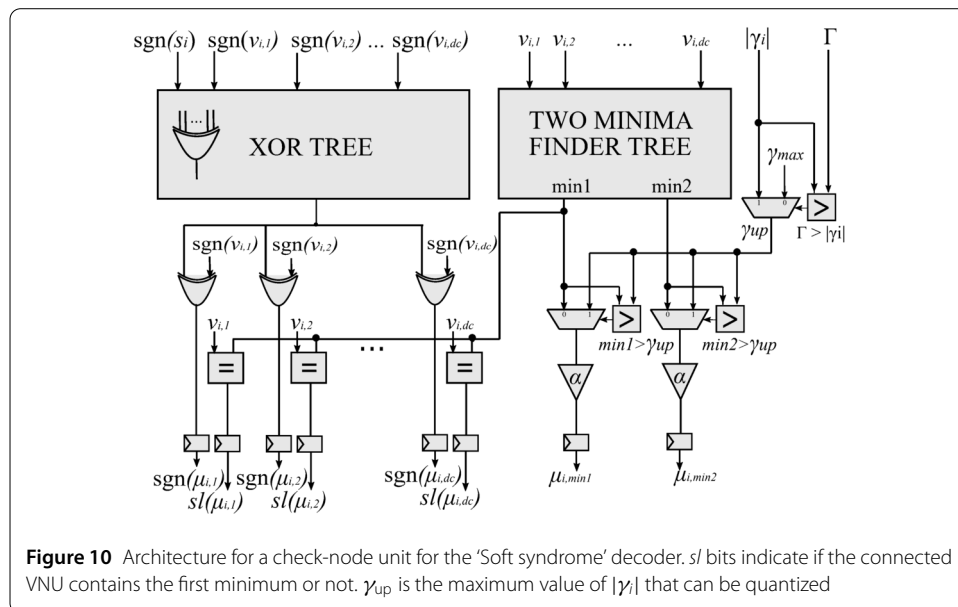 sgn(si) sgn(vi,1) sgn(vi,2) ... sgn(vi,dc)
vi,1 vi,2 ... vi,dc
|γi| Γ
...
XOR TREE
TWO MINIMA
FINDER TREE
min1 min2
γmax
1 0
>
γup
Γ > |γi|
sgn(vi,1) sgn(vi,2) sgn(vi,dc)
0 1 > 0 1 >
min1>γup min2>γup
vi,1 vi,2 ... vi,dc
= = =
α α
sgn(μi,1) sgn(μi,2) sgn(μi,dc)
sl(μi,1) sl(μi,2) sl(μi,dc)
μi,min1 μi,min2
Figure 10 Architecture for a check-node unit for the ‘Soft syndrome’ decoder. sl bits indicate if the connected
VNU contains the first minimum or not. γup is the maximum value of |γi| that can be quantized